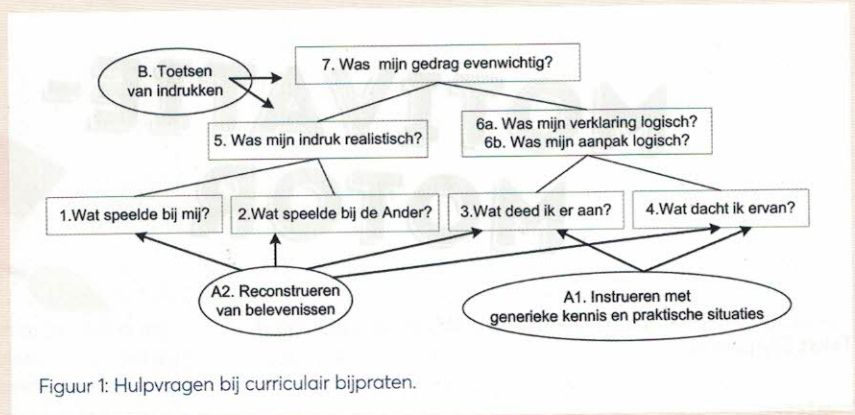 B. Toetsen
van indrukken
7. Was mijn gedrag evenwichtig?
5. Was mijn indruk realistisch?
6a. Was mijn verklaring logisch?
6b. Was mijn aanpak logisch?
1.Wat speelde bij mij?
2.Wat speelde bij de Ander?
3.Wat deed ik er aan?
4.Wat dacht ik ervan?
A2. Reconstrueren
van belevenissen
A1. Instrueren met
generieke kennis en praktische situaties
Figuur 1: Hulpvragen bij curriculair bijpraten.